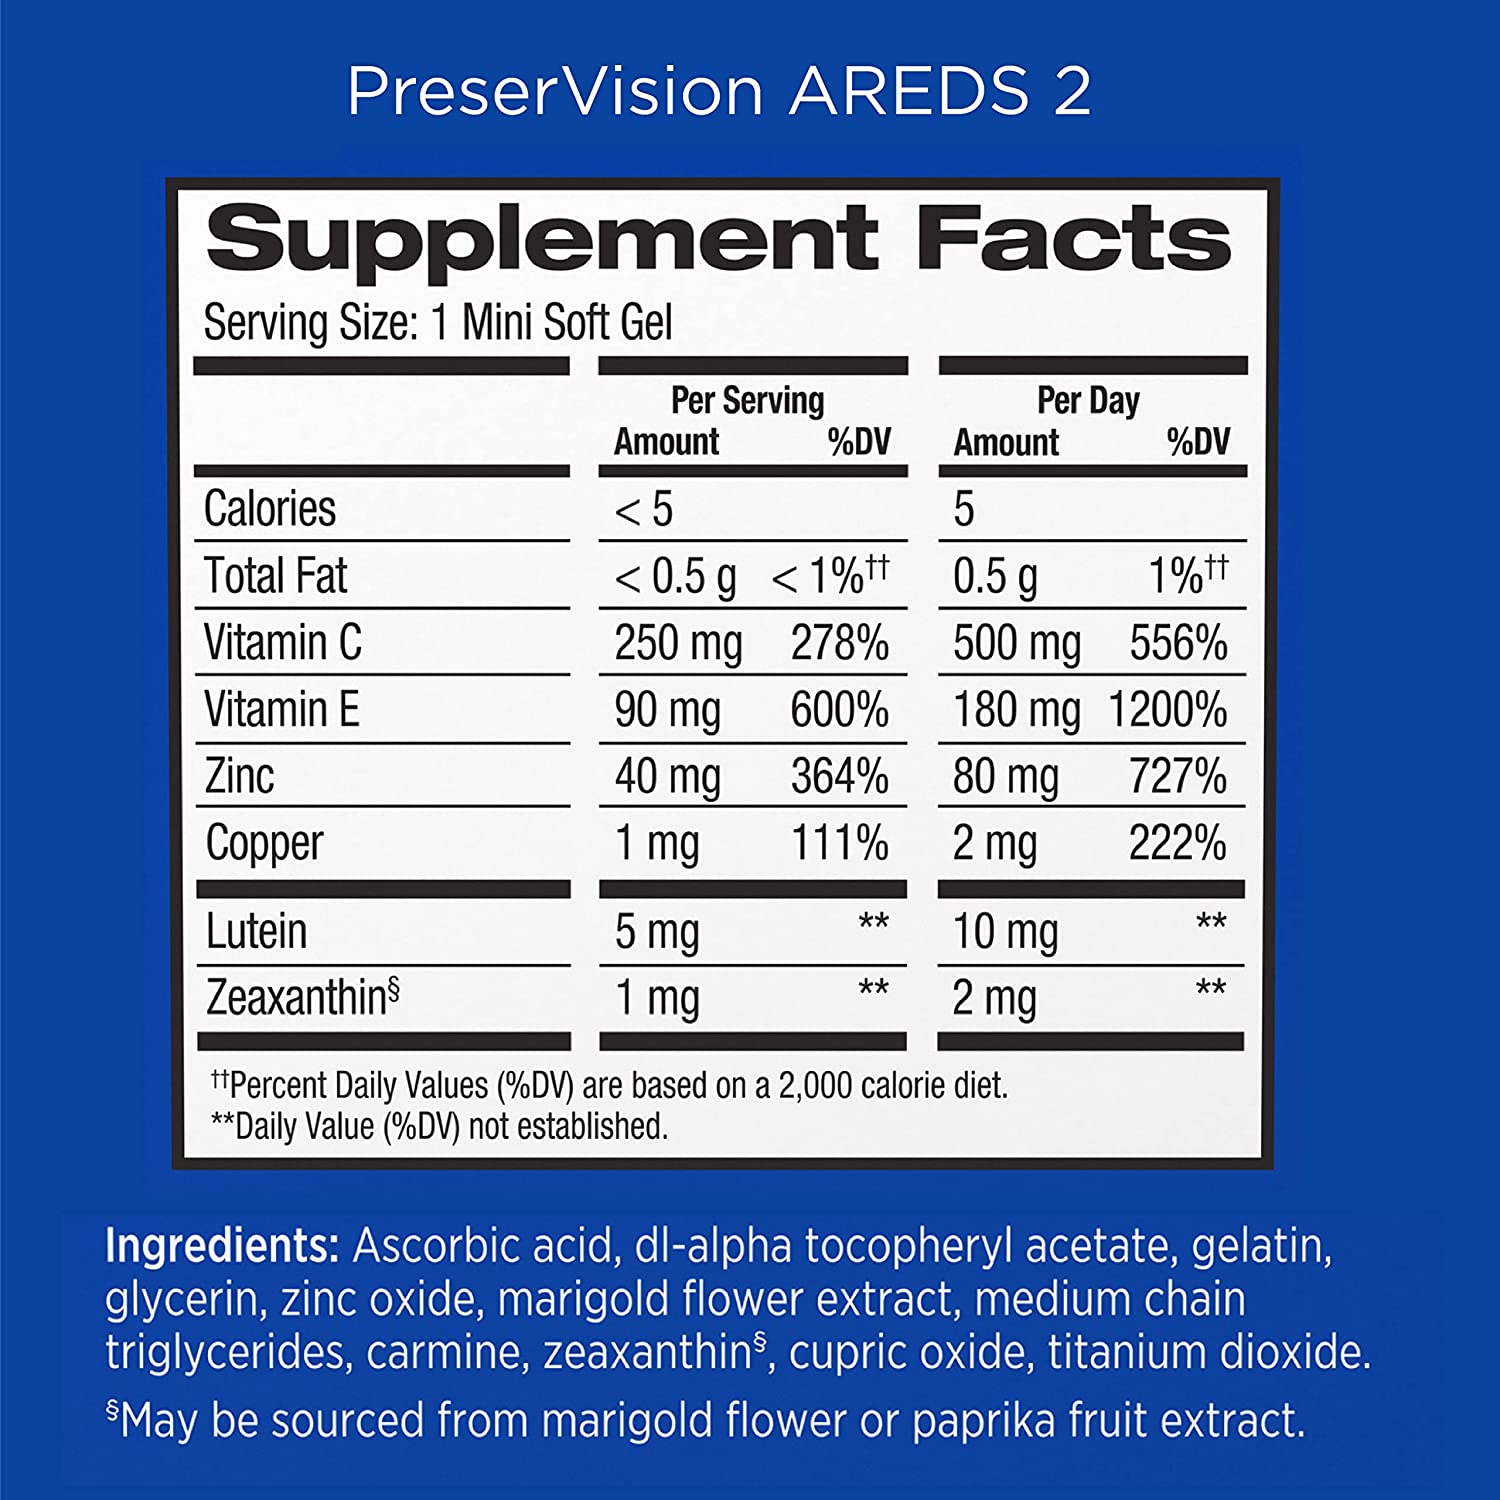 PreserVision AREDS 2
Supplement Facts
Serving Size: 1 Mini Soft Gel
Per Serving Per Day
Amount %DV Amount %DV
Calories < 5 5
Total Fat < 0.5 g < 1%†† 0.5 g 1%††
Vitamin C 250 mg 278% 500 mg 556%
Vitamin E 90 mg 600% 180 mg 1200%
Zinc 40 mg 364% 80 mg 727%
Copper 1 mg 111% 2 mg 222%
Lutein 5 mg ** 10 mg **
Zeaxanthin§ 1 mg ** 2 mg **
††Percent Daily Values (%DV) are based on a 2,000 calorie diet.
**Daily Value (%DV) not established.
Ingredients: Ascorbic acid, dl-alpha tocopheryl acetate, gelatin,
glycerin, zinc oxide, marigold flower extract, medium chain
triglycerides, carmine, zeaxanthin§, cupric oxide, titanium dioxide.
§May be sourced from marigold flower or paprika fruit extract.